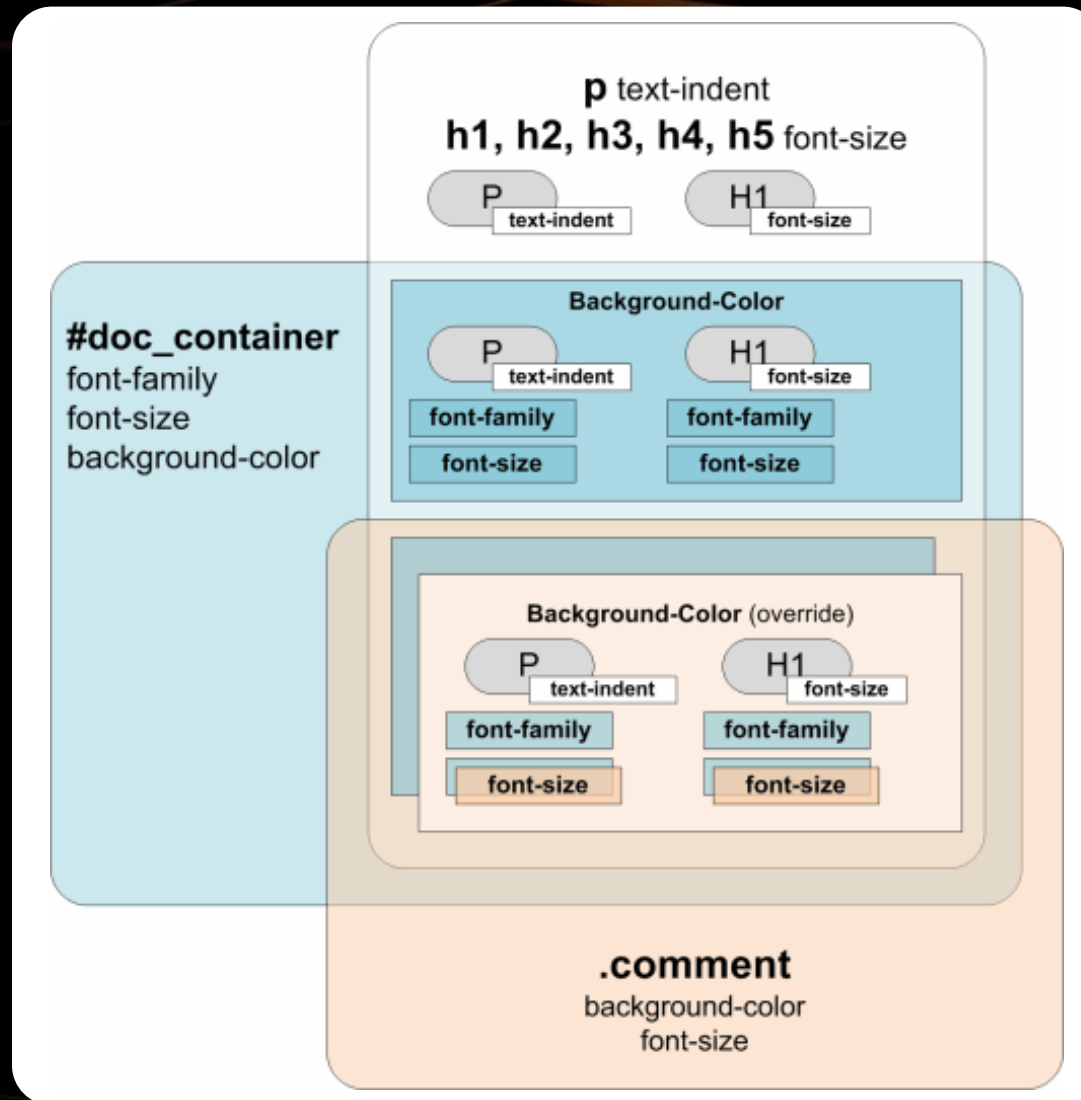 p text-indent
h1, h2, h3, h4, h5 font-size
P H1
text-indent font-size
#doc_container
font-family
font-size
background-color
Background-Color
P H1
text-indent font-size
font-family font-family
font-size font-size
Background-Color (override)
P H1
text-indent font-size
font-family font-family
font-size font-size
.comment
background-color
font-size